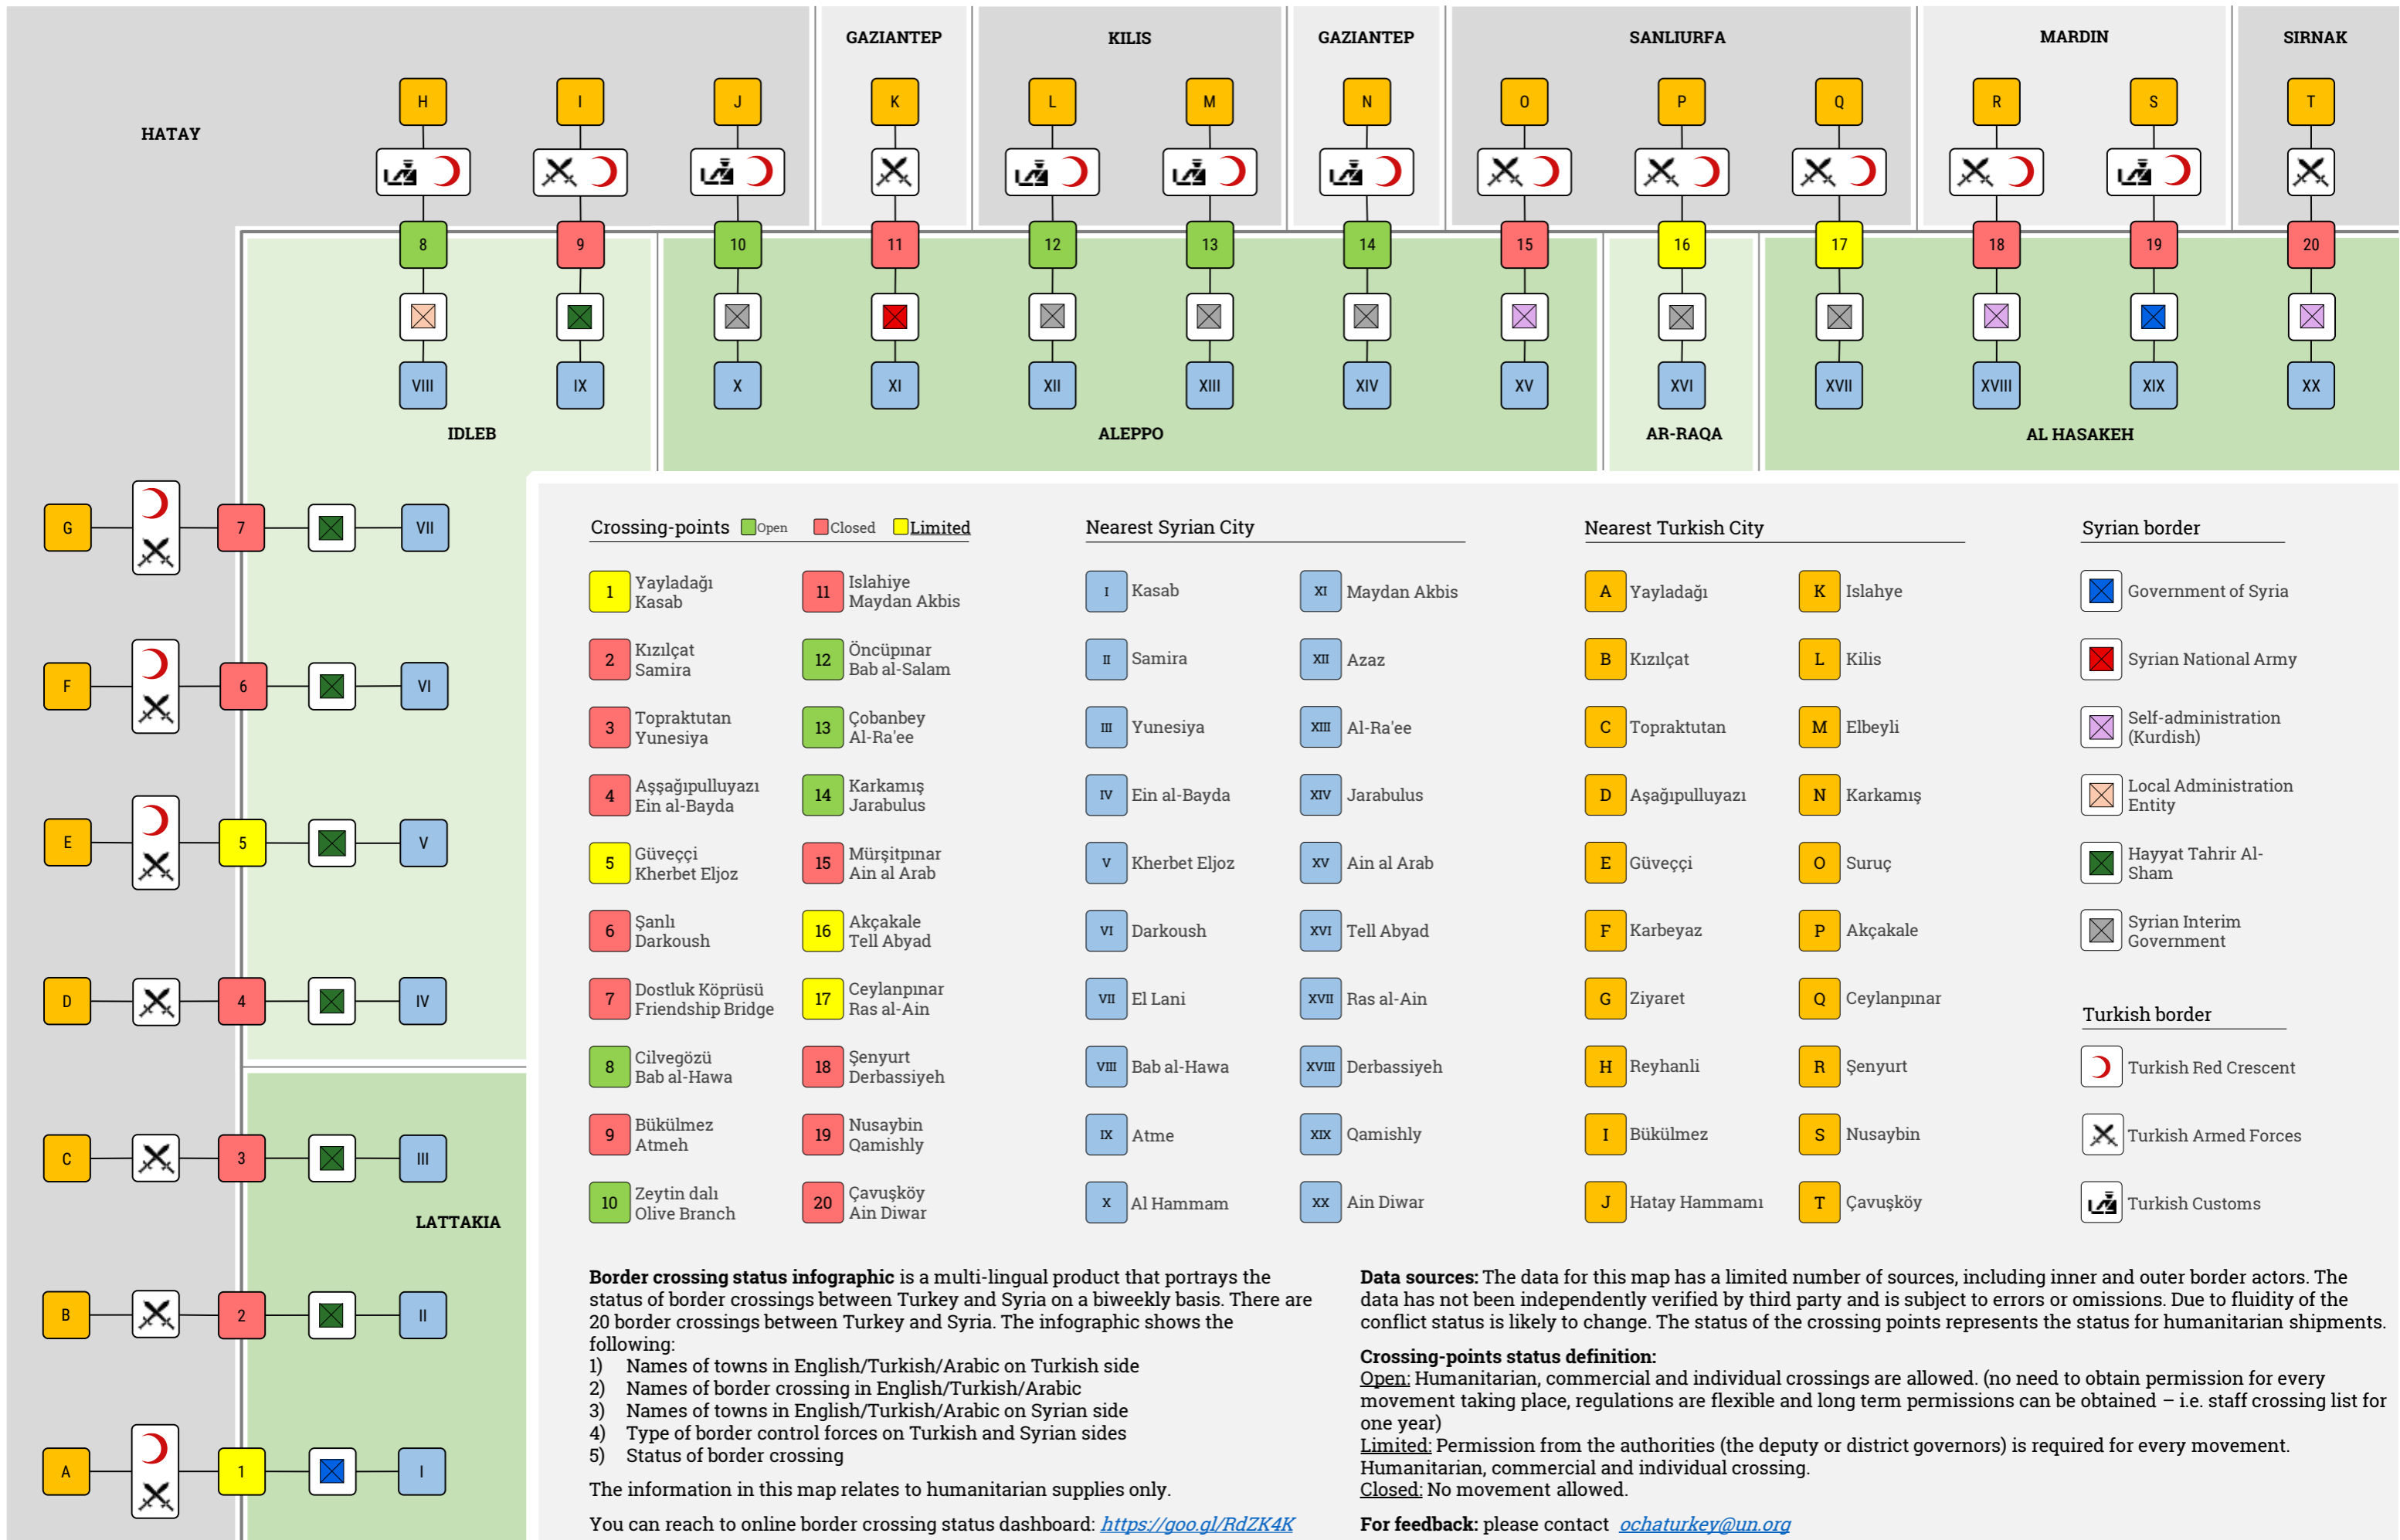 GAZIANTEP
KILIS
GAZIANTEP
SANLIURFA
MARDIN
SIRNAK
H
I
J
K
L
M
N
O
P
Q
R
S
T
HATAY
8
9
10
11
12
13
14
15
16
17
18
19
20
VIII
IX
X
XI
XII
XIII
XIV
XV
XVI
XVII
XVIII
XIX
XX
IDLEB
ALEPPO
AR-RAQA
AL HASAKEH
G
7
VII
F
6
VI
E
5
V
D
4
IV
C
3
III
LATTAKIA
B
2
II
A
1
I
Crossing-points
Open
Closed
Limited
1
Yayladağı
Kasab
2
Kızılçat
Samira
3
Topraktutan
Yunesiya
4
Aşşağıpulluyazı
Ein al-Bayda
5
Güveççi
Kherbet Eljoz
6
Şanlı
Darkoush
7
Dostluk Köprüsü
Friendship Bridge
8
Cilvegözü
Bab al-Hawa
9
Bükülmez
Atmeh
10
Zeytin dalı
Olive Branch
11
Islahiye
Maydan Akbis
12
Öncüpınar
Bab al-Salam
13
Çobanbey
Al-Ra'ee
14
Karkamış
Jarabulus
15
Mürşitpınar
Ain al Arab
16
Akçakale
Tell Abyad
17
Ceylanpınar
Ras al-Ain
18
Şenyurt
Derbassiyeh
19
Nusaybin
Qamishly
20
Çavuşköy
Ain Diwar
Nearest Syrian City
I Kasab
II Samira
III Yunesiya
IV Ein al-Bayda
V Kherbet Eljoz
VI Darkoush
VII El Lani
VIII Bab al-Hawa
IX Atme
X Al Hammam
XI Maydan Akbis
XII Azaz
XIII Al-Ra'ee
XIV Jarabulus
XV Ain al Arab
XVI Tell Abyad
XVII Ras al-Ain
XVIII Derbassiyeh
XIX Qamishly
XX Ain Diwar
Nearest Turkish City
A Yayladağı
B Kızılçat
C Topraktutan
D Aşağıpulluyazı
E Güveççi
F Karbeyaz
G Ziyaret
H Reyhanli
I Bükülmez
J Hatay Hammamı
K Islahye
L Kilis
M Elbeyli
N Karkamış
O Suruç
P Akçakale
Q Ceylanpınar
R Şenyurt
S Nusaybin
T Çavuşköy
Syrian border
Government of Syria
Syrian National Army
Self-administration
(Kurdish)
Local Administration
Entity
Hayyat Tahrir Al-
Sham
Syrian Interim
Government
Turkish border
Turkish Red Crescent
Turkish Armed Forces
Turkish Customs
Border crossing status infographic is a multi-lingual product that portrays the
status of border crossings between Turkey and Syria on a biweekly basis. There are
20 border crossings between Turkey and Syria. The infographic shows the
following:
1) Names of towns in English/Turkish/Arabic on Turkish side
2) Names of border crossing in English/Turkish/Arabic
3) Names of towns in English/Turkish/Arabic on Syrian side
4) Type of border control forces on Turkish and Syrian sides
5) Status of border crossing
The information in this map relates to humanitarian supplies only.
You can reach to online border crossing status dashboard: https://goo.gl/RdZK4K
Data sources: The data for this map has a limited number of sources, including inner and outer border actors. The
data has not been independently verified by third party and is subject to errors or omissions. Due to fluidity of the
conflict status is likely to change. The status of the crossing points represents the status for humanitarian shipments.
Crossing-points status definition:
Open: Humanitarian, commercial and individual crossings are allowed. (no need to obtain permission for every
movement taking place, regulations are flexible and long term permissions can be obtained – i.e. staff crossing list for
one year)
Limited: Permission from the authorities (the deputy or district governors) is required for every movement.
Humanitarian, commercial and individual crossing.
Closed: No movement allowed.
For feedback: please contact ochaturkey@un.org